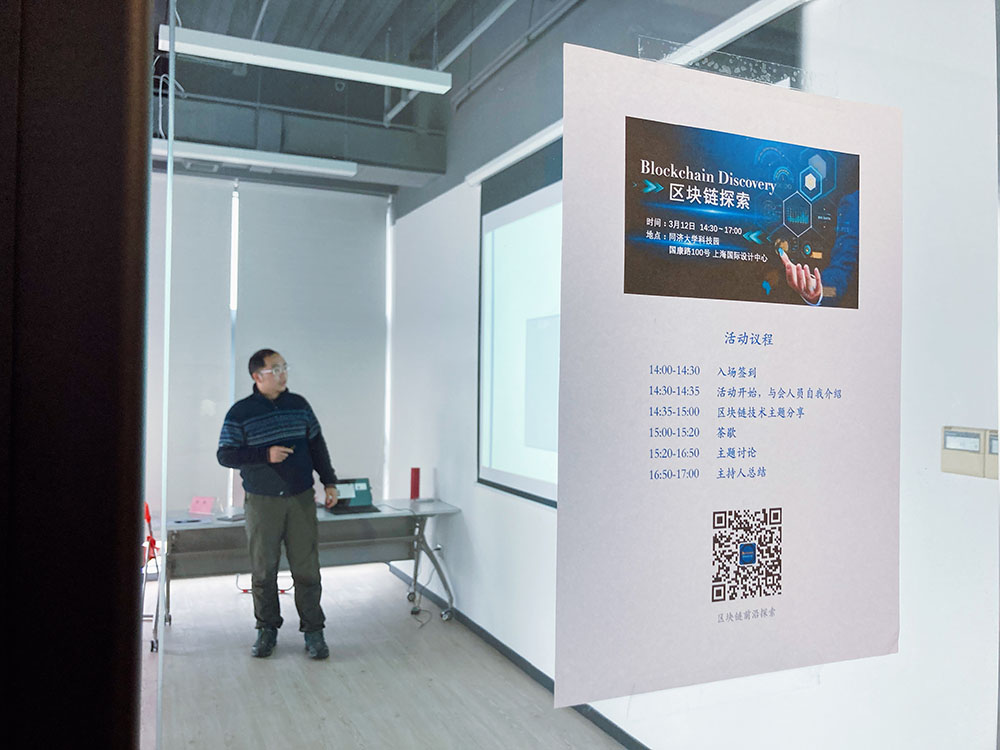 Blockchain Discovery
区块链探索
时间：3月12日 14:30~17:00
地点：同济大学科技园
国康路100号 上海国际设计中心
活动议程
14:00-14:30 入场签到
14:30-14:35 活动开始，与会人员自我介绍
14:35-15:00 区块链技术主题分享
15:00-15:20 茶歇
15:20-16:50 主题讨论
16:50-17:00 主持人总结
区块链前沿探索